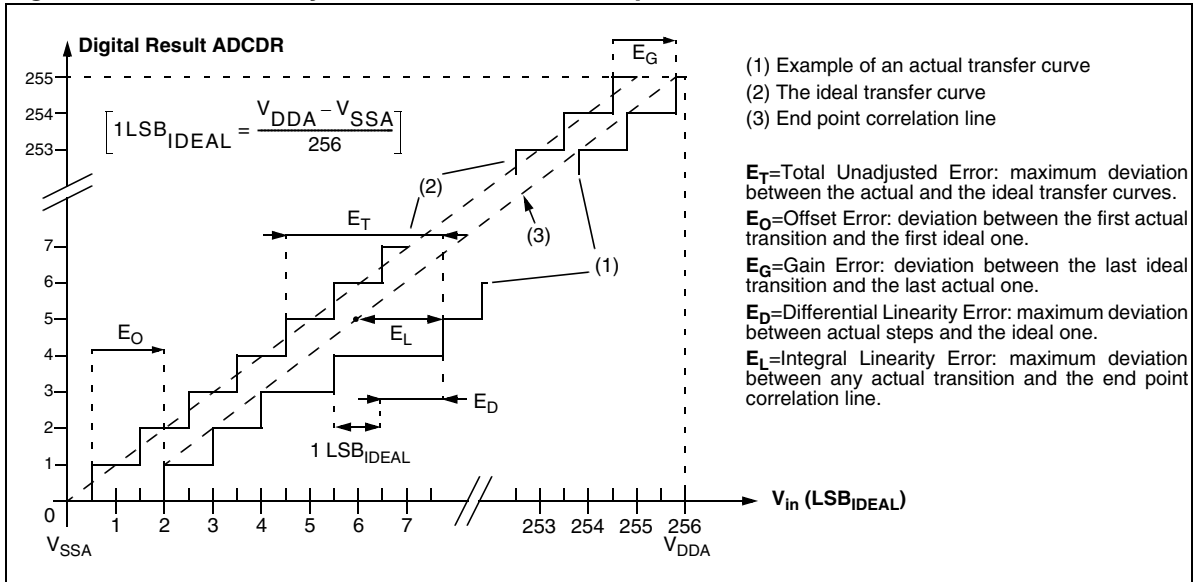 Digital Result ADCDR
255
254
253
[1LSB_IDEAL = (V_DDA – V_SSA) / 256]
E_G
(2)
(3)
(1)
E_T
7
6
5
4
3
2
1
E_O
E_L
E_D
1 LSB_IDEAL
0
1 2 3 4 5 6 7 253 254 255 256
V_in (LSB_IDEAL)
V_SSA
V_DDA
(1) Example of an actual transfer curve
(2) The ideal transfer curve
(3) End point correlation line
E_T=Total Unadjusted Error: maximum deviation
between the actual and the ideal transfer curves.
E_O=Offset Error: deviation between the first actual
transition and the first ideal one.
E_G=Gain Error: deviation between the last ideal
transition and the last actual one.
E_D=Differential Linearity Error: maximum deviation
between actual steps and the ideal one.
E_L=Integral Linearity Error: maximum deviation
between any actual transition and the end point
correlation line.